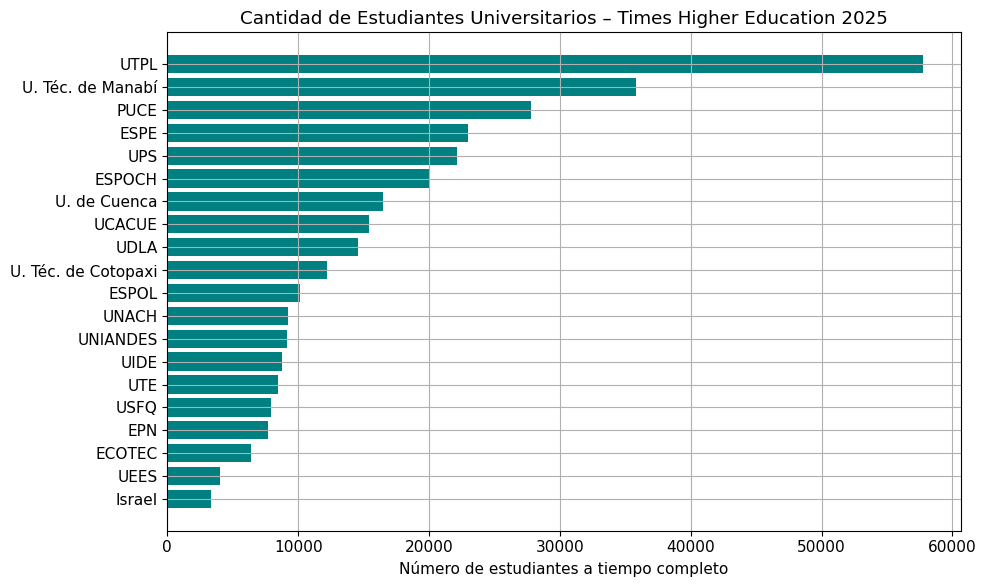 Cantidad de Estudiantes Universitarios – Times Higher Education 2025
UTPL
U. Téc. de Manabí
PUCE
ESPE
UPS
ESPOCH
U. de Cuenca
UCACUE
UDLA
U. Téc. de Cotopaxi
ESPOL
UNACH
UNIANDES
UIDE
UTE
USFQ
EPN
ECOTEC
UEES
Israel
0 10000 20000 30000 40000 50000 60000
Número de estudiantes a tiempo completo